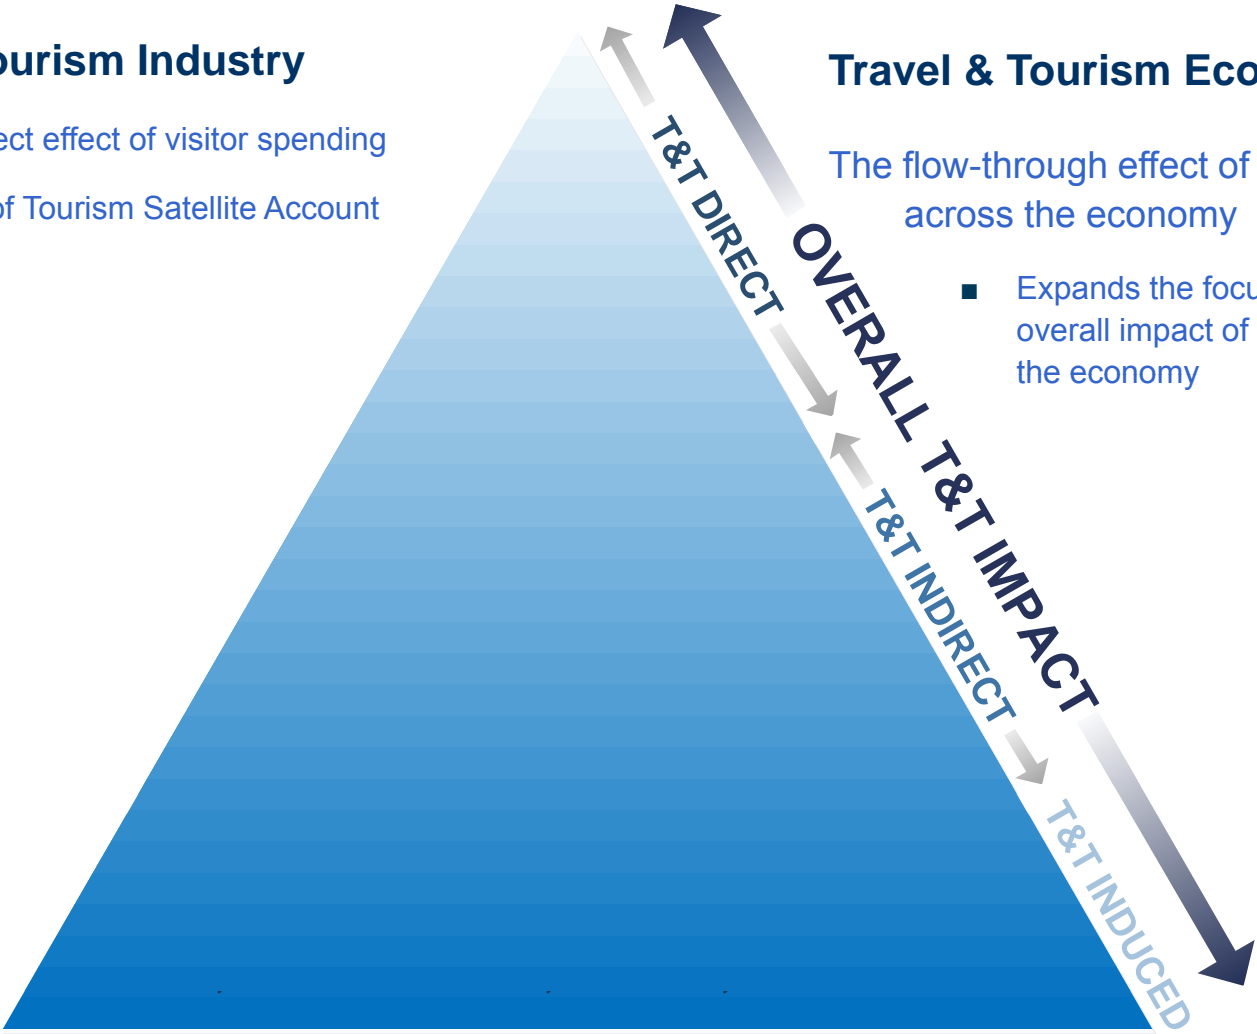 ourism Industry
ect effect of visitor spending
of Tourism Satellite Account
Travel & Tourism Eco
The flow-through effect of
across the economy
■ Expands the focu
overall impact of
the economy
T&T DIRECT
OVERALL T&T IMPACT
T&T INDIRECT
T&T INDUCED